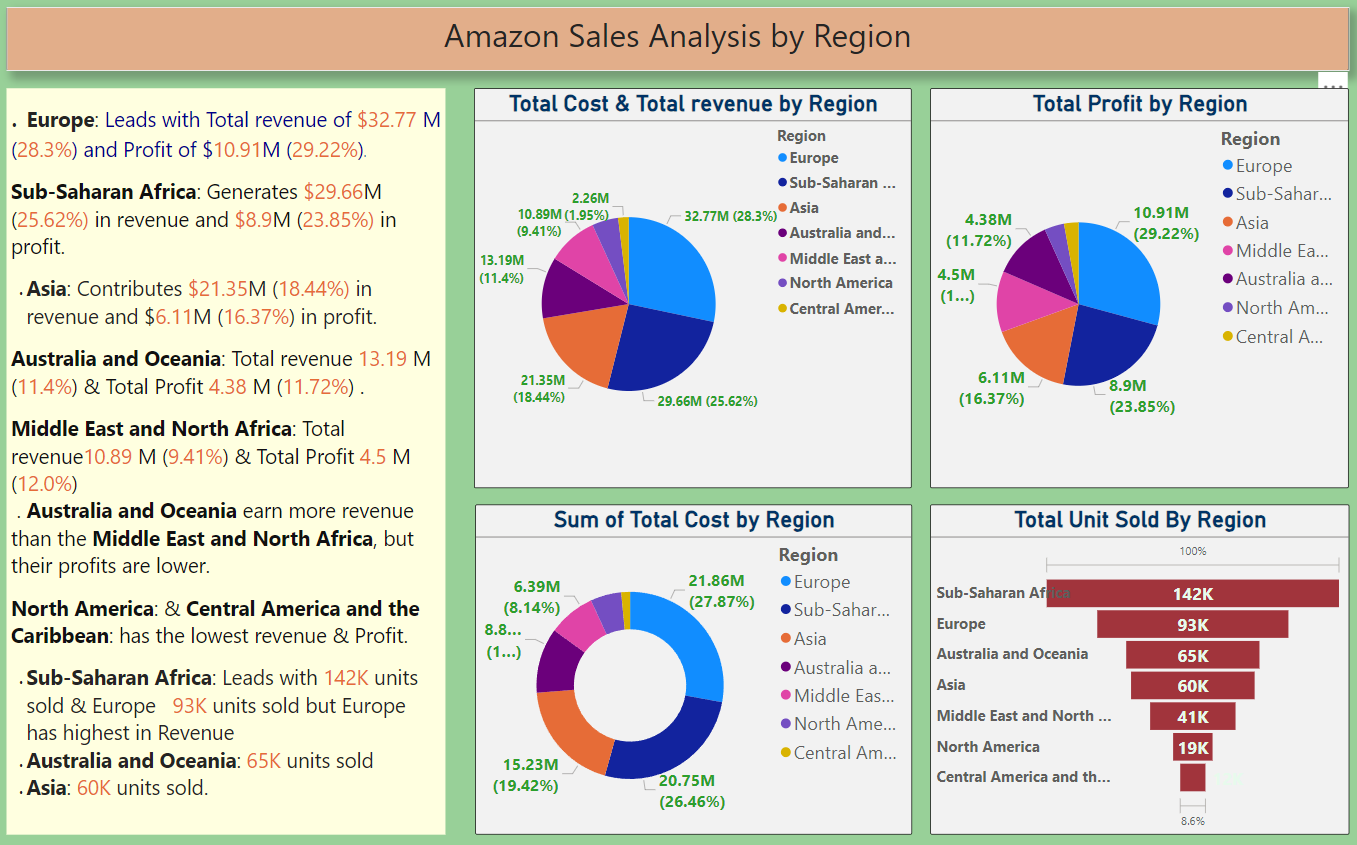 Amazon Sales Analysis by Region
. Europe: Leads with Total revenue of $32.77 M
(28.3%) and Profit of $10.91M (29.22%).
Sub-Saharan Africa: Generates $29.66M
(25.62%) in revenue and $8.9M (23.85%) in
profit.
. Asia: Contributes $21.35M (18.44%) in
revenue and $6.11M (16.37%) in profit.
Australia and Oceania: Total revenue 13.19 M
(11.4%) & Total Profit 4.38 M (11.72%) .
Middle East and North Africa: Total
revenue10.89 M (9.41%) & Total Profit 4.5 M
(12.0%)
. Australia and Oceania earn more revenue
than the Middle East and North Africa, but
their profits are lower.
North America: & Central America and the
Caribbean: has the lowest revenue & Profit.
. Sub-Saharan Africa: Leads with 142K units
sold & Europe 93K units sold but Europe
has highest in Revenue
. Australia and Oceania: 65K units sold
. Asia: 60K units sold.
Total Cost & Total revenue by Region
Region
Europe
Sub-Saharan ...
Asia
Australia and...
Middle East a...
North America
Central Amer...
2.26M
(1.95%)
10.89M
(9.41%)
13.19M
(11.4%)
21.35M
(18.44%)
29.66M (25.62%)
32.77M (28.3%)
Total Profit by Region
...
Region
Europe
Sub-Sahar...
Asia
Middle Ea...
Australia a...
North Am...
Central A...
10.91M
(29.22%)
4.38M
(11.72%)
4.5M
(1...)
6.11M
(16.37%)
8.9M
(23.85%)
Sum of Total Cost by Region
Region
Europe
Sub-Sahar...
Asia
Australia a...
Middle Eas...
North Ame...
Central Am...
21.86M
(27.87%)
6.39M
(8.14%)
8.8...
(1...)
15.23M
(19.42%)
20.75M
(26.46%)
Total Unit Sold By Region
100%
Sub-Saharan Africa 142K
Europe 93K
Australia and Oceania 65K
Asia 60K
Middle East and North ... 41K
North America 19K
Central America and th...
8.6%